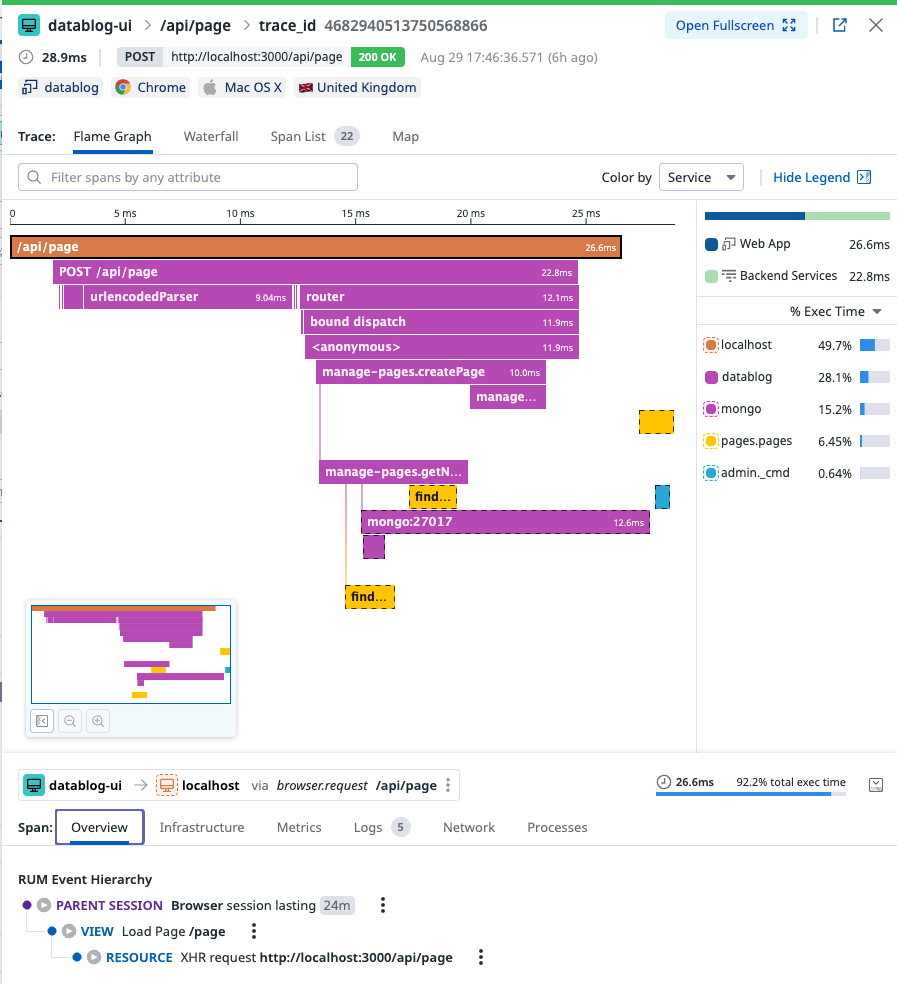 datablog-ui > /api/page > trace_id 4682940513750568866 Open Fullscreen
28.9ms POST http://localhost:3000/api/page 200 OK Aug 29 17:46:36.571 (6h ago)
datablog Chrome Mac OS X United Kingdom
Trace: Flame Graph Waterfall Span List 22 Map
Filter spans by any attribute Color by Service Hide Legend
0 5 ms 10 ms 15 ms 20 ms 25 ms
/api/page 26.6ms
POST /api/page 22.8ms
urlencodedParser 9.04ms router 12.1ms
bound dispatch 11.9ms
<anonymous> 11.9ms
manage-pages.createPage 10.0ms
manage...
manage-pages.getN...
find...
mongo:27017 12.6ms
find...
Web App 26.6ms
Backend Services 22.8ms
% Exec Time
localhost 49.7%
datablog 28.1%
mongo 15.2%
pages.pages 6.45%
admin._cmd 0.64%
datablog-ui → localhost via browser.request /api/page 26.6ms 92.2% total exec time
Span: Overview Infrastructure Metrics Logs 5 Network Processes
RUM Event Hierarchy
PARENT SESSION Browser session lasting 24m
VIEW Load Page /page
RESOURCE XHR request http://localhost:3000/api/page